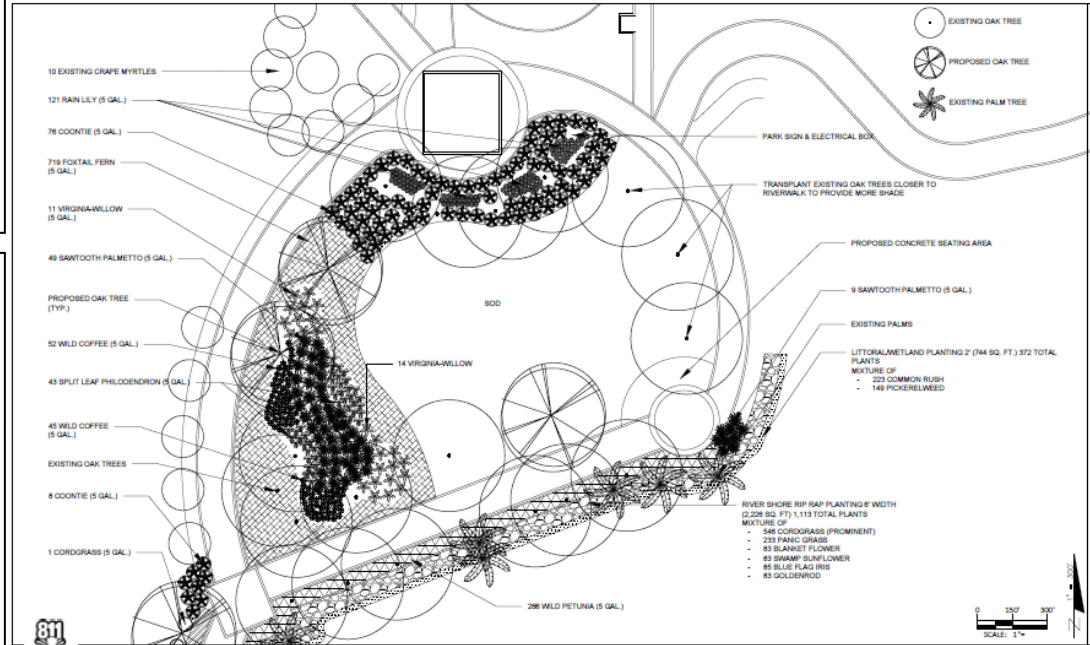 10 EXISTING CRAPE MYRTLES
121 RAIN LILY (5 GAL.)
76 COONTIE (5 GAL.)
719 FOXTAIL FERN
(5 GAL.)
11 VIRGINIA-WILLOW
(5 GAL.)
49 SAWTOOTH PALMETTO (5 GAL.)
PROPOSED OAK TREE
(TYP.)
52 WILD COFFEE (5 GAL.)
43 SPLIT LEAF PHILODENDRON (5 GAL.)
45 WILD COFFEE
(5 GAL.)
EXISTING OAK TREES
8 COONTIE (5 GAL.)
1 CORDGRASS (5 GAL.)
811
SOD
14 VIRGINIA-WILLOW
286 WILD PETUNIA (5 GAL.)
EXISTING OAK TREE
PROPOSED OAK TREE
EXISTING PALM TREE
PARK SIGN & ELECTRICAL BOX
TRANSPLANT EXISTING OAK TREES CLOSER TO
RIVERWALK TO PROVIDE MORE SHADE
PROPOSED CONCRETE SEATING AREA
9 SAWTOOTH PALMETTO (5 GAL.)
EXISTING PALMS
LITTORAL/WETLAND PLANTING 2' (744 SQ. FT.) 372 TOTAL
PLANTS
MIXTURE OF
- 223 COMMON RUSH
- 149 PICKERELWEED
RIVER SHORE RIP RAP PLANTING 6' WIDTH
(2,226 SQ. FT) 1,113 TOTAL PLANTS
MIXTURE OF
- 546 CORDGRASS (PROMINENT)
- 233 PANIC GRASS
- 83 BLANKET FLOWER
- 83 SWAMP SUNFLOWER
- 85 BLUE FLAG IRIS
- 83 GOLDENROD
0 150' 300'
SCALE: 1"=